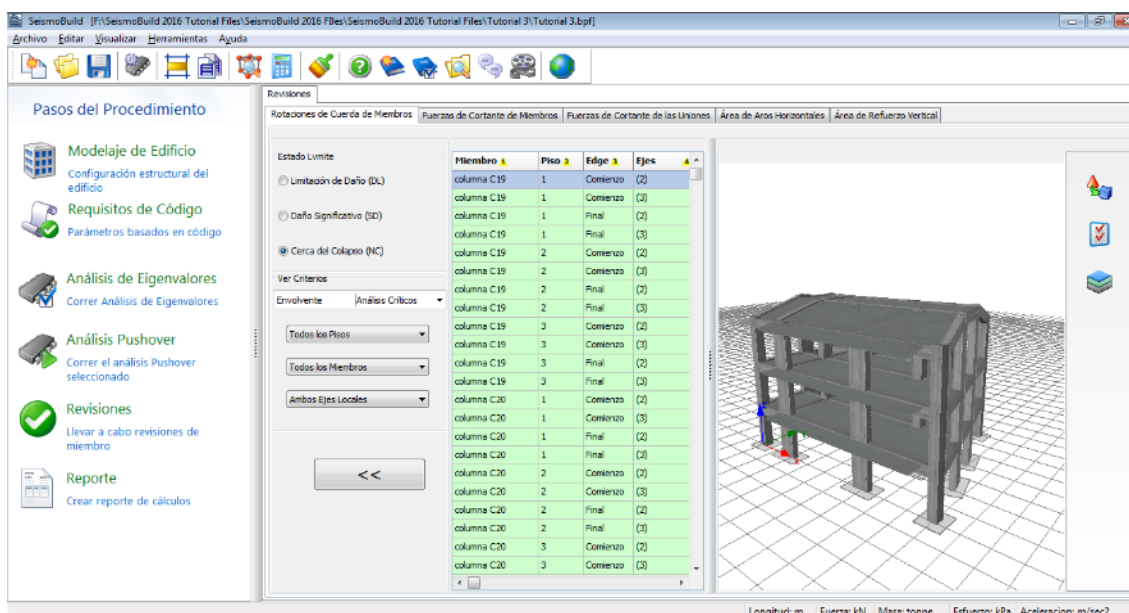 SeismoBuild [F:\SeismoBuild 2016 Tutorial Files\SeismoBuild 2016 FIles\SeismoBuild 2016 Tutorial Files\Tutorial 3\Tutorial 3.bpf]
Archivo Editar Visualizar Herramientas Ayuda
Pasos del Procedimiento
Modelaje de Edificio
Configuración estructural del
edificio
Requisitos de Código
Parámetros basados en código
Análisis de Eigenvalores
Correr Análisis de Eigenvalores
Análisis Pushover
Correr el análisis Pushover
seleccionado
Revisiones
Llevar a cabo revisiones de
miembro
Reporte
Crear reporte de cálculos
Revisiones
Rotaciones de Cuerda de Miembros Fuerzas de Cortante de Miembros Fuerzas de Cortante de las Uniones Área de Aros Horizontales Área de Refuerzo Vertical
Estado Lvmite
Limitación de Daño (DL)
Daño Significativo (SD)
Cerca del Colapso (NC)
Ver Criterios
Envolvente Análisis Críticos
Todos los Pisos
Todos los Miembros
Ambos Ejes Locales
<<
Miembro 1 Piso 2 Edge 3 Ejes 4
columna C19 1 Comienzo (2)
columna C19 1 Comienzo (3)
columna C19 1 Final (2)
columna C19 1 Final (3)
columna C19 2 Comienzo (2)
columna C19 2 Comienzo (3)
columna C19 2 Final (2)
columna C19 2 Final (3)
columna C19 3 Comienzo (2)
columna C19 3 Comienzo (3)
columna C19 3 Final (2)
columna C19 3 Final (3)
columna C20 1 Comienzo (2)
columna C20 1 Comienzo (3)
columna C20 1 Final (2)
columna C20 1 Final (3)
columna C20 2 Comienzo (2)
columna C20 2 Comienzo (3)
columna C20 2 Final (2)
columna C20 2 Final (3)
columna C20 3 Comienzo (2)
columna C20 3 Comienzo (3)
Longitud: m Fuerza: kN Masa: tonne Esfuerzo: kPa Aceleracion: m/sec2